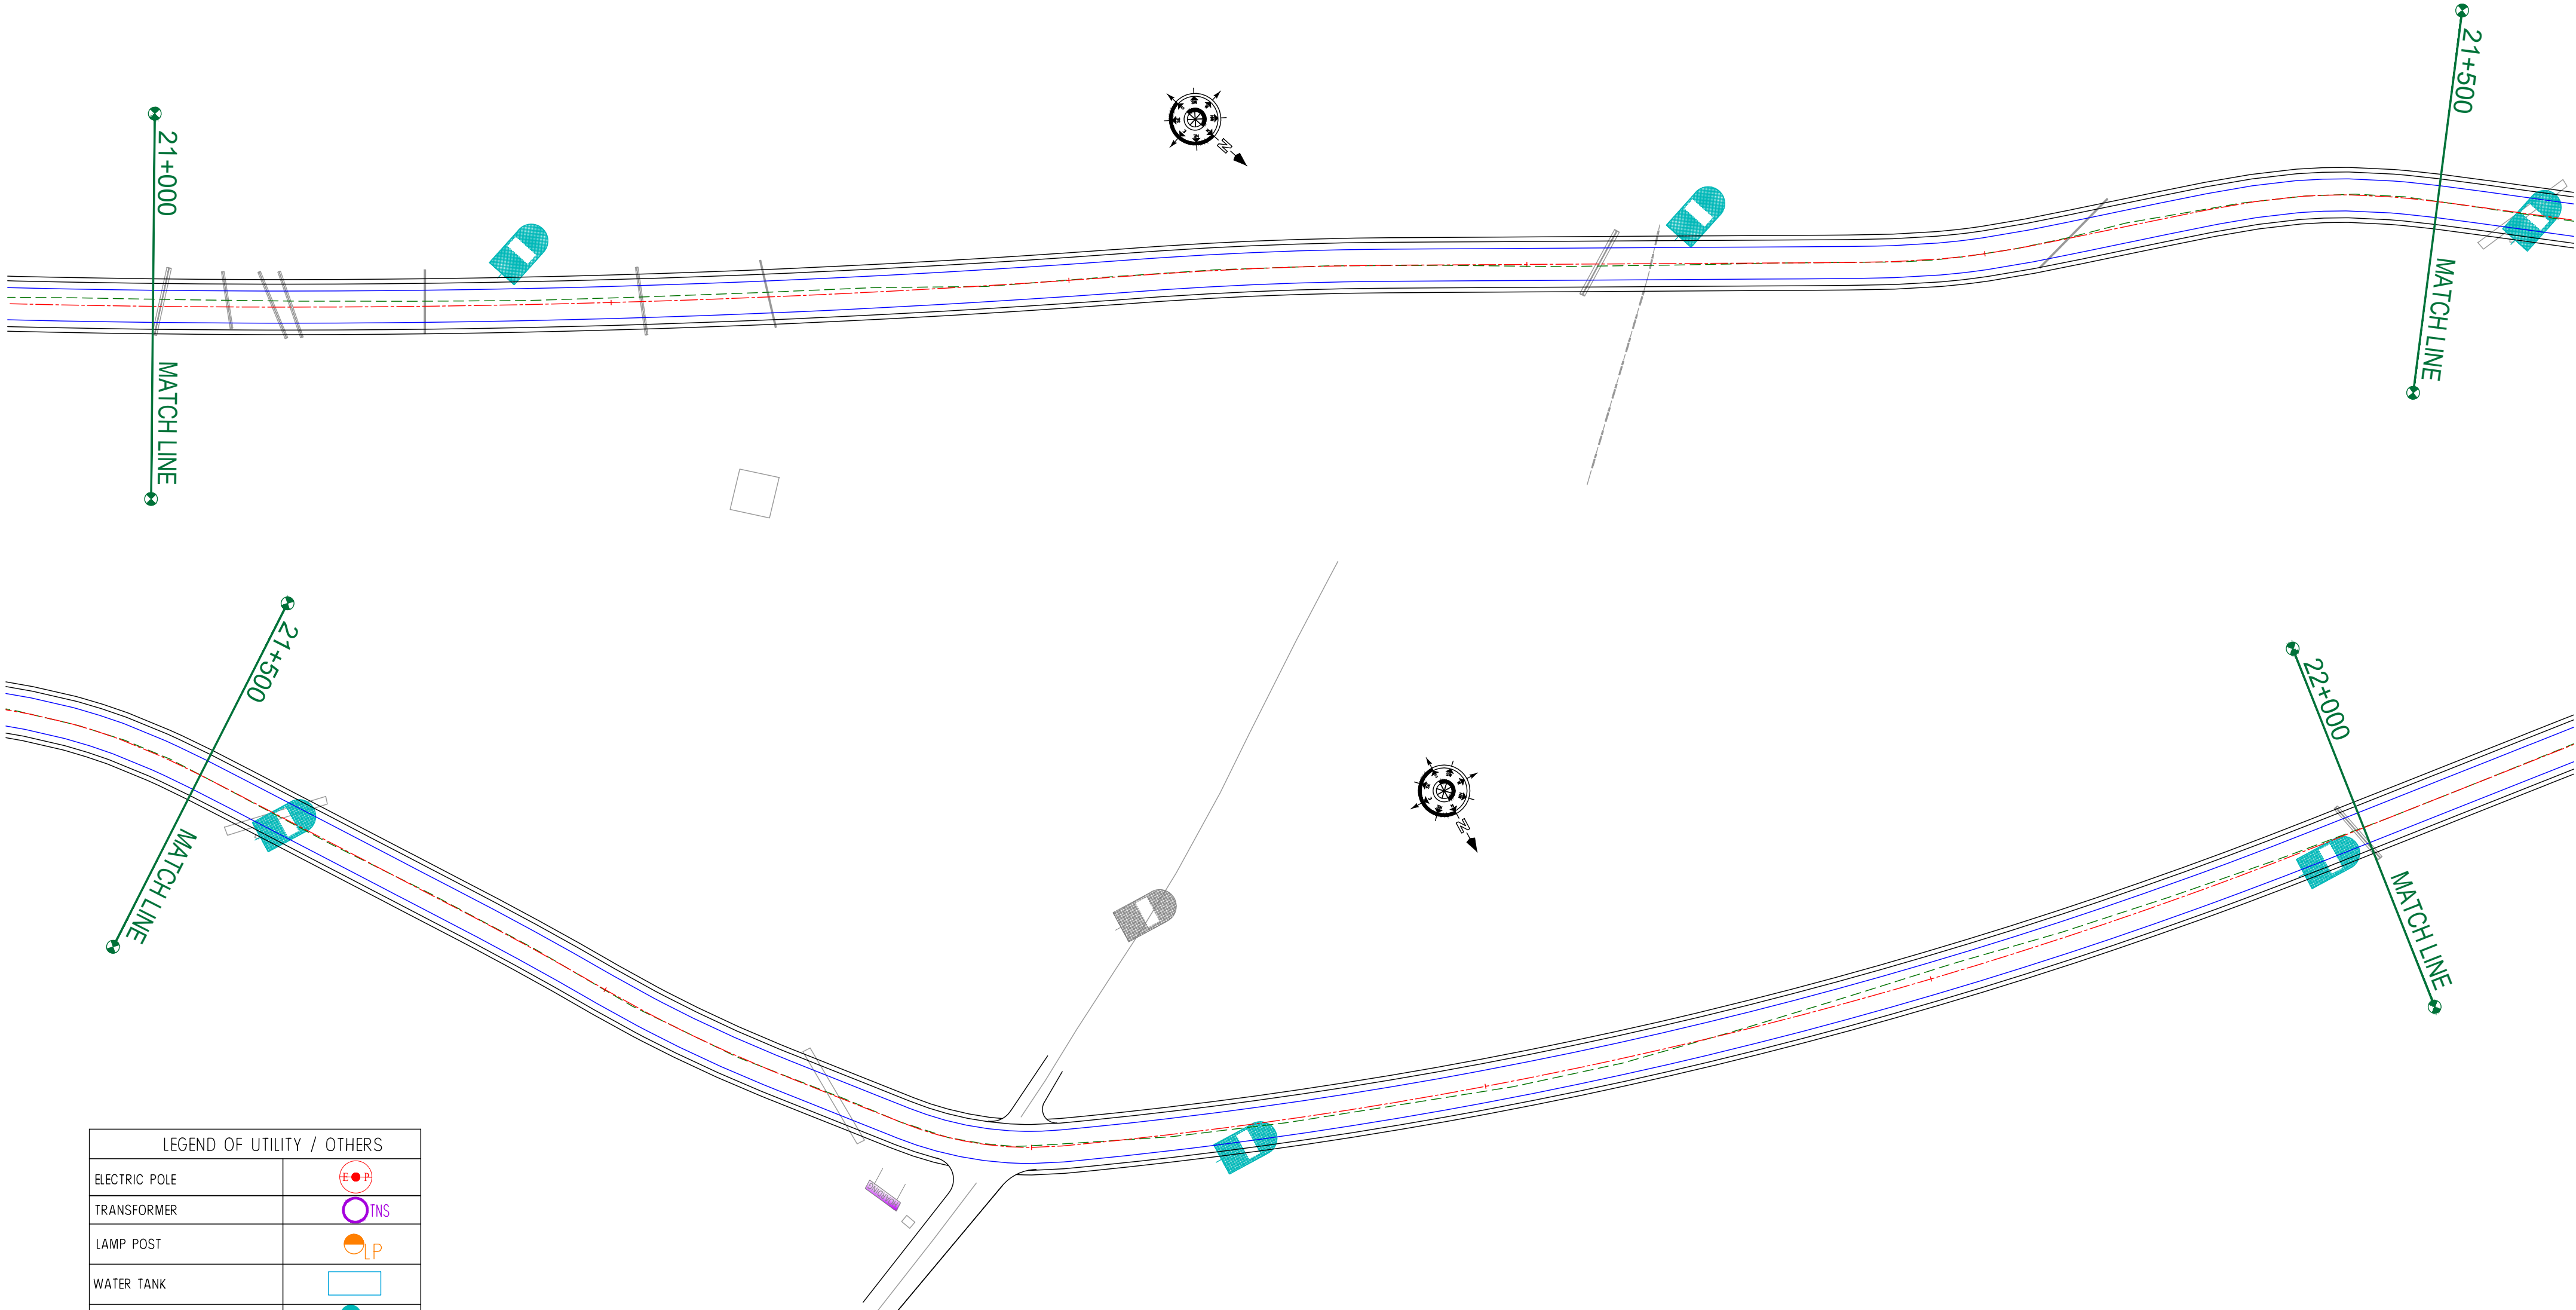 21+000
MATCH LINE
N
21+500
MATCH LINE
21+500
MATCH LINE
N
22+000
MATCH LINE
LEGEND OF UTILITY / OTHERS
ELECTRIC POLE
E P
TRANSFORMER
TNS
LAMP POST
LP
WATER TANK